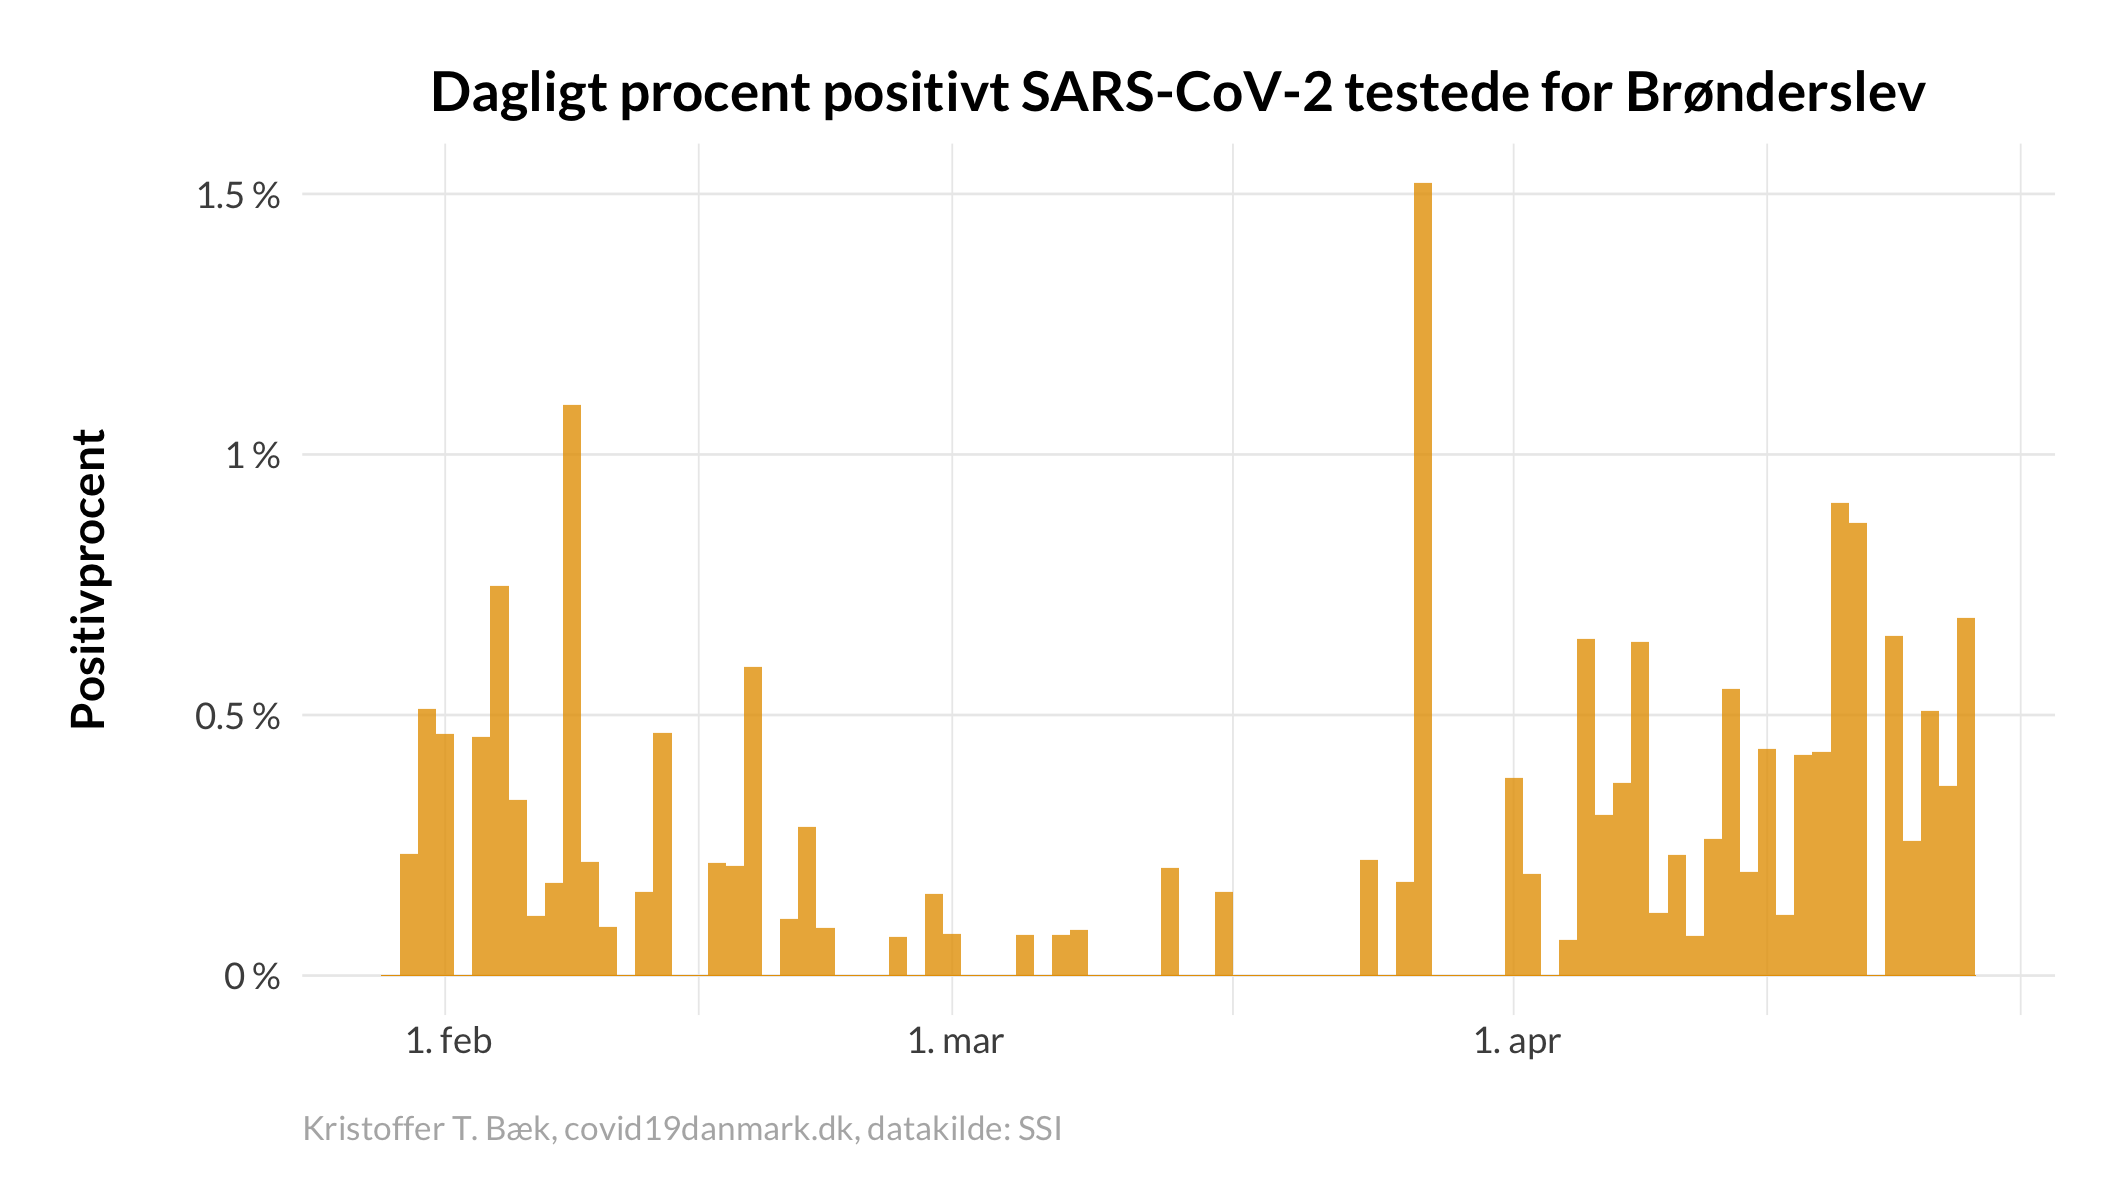 Dagligt procent positivt SARS-CoV-2 testede for Brønderslev
Positivprocent
1.5 %
1 %
0.5 %
0 %
1. feb
1. mar
1. apr
Kristoffer T. Bæk, covid19danmark.dk, datakilde: SSI